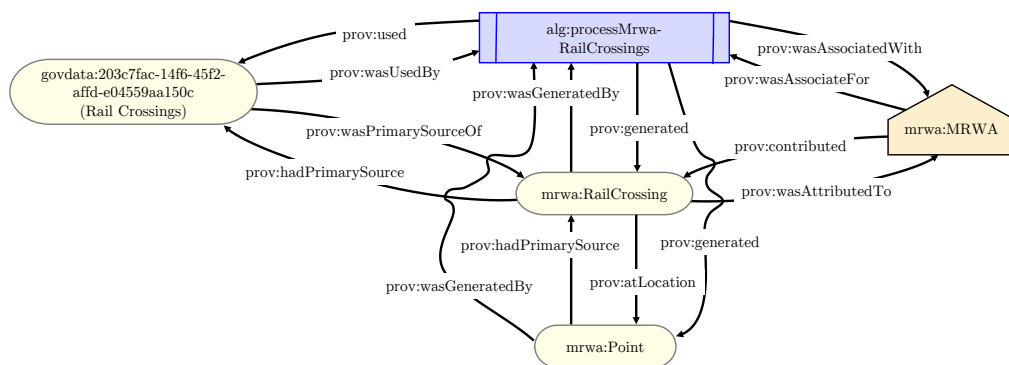 prov:used
alg:processMrwa-
RailCrossings
prov:wasAssociatedWith
govdata:203c7fac-14f6-45f2-
affd-e04559aa150c
(Rail Crossings)
prov:wasUsedBy
prov:wasAssociateFor
prov:wasGeneratedBy
prov:wasPrimarySourceOf
prov:generated
mrwa:MRWA
prov:contributed
prov:hadPrimarySource
mrwa:RailCrossing
prov:wasAttributedTo
prov:hadPrimarySource
prov:generated
prov:wasGeneratedBy
prov:atLocation
mrwa:Point